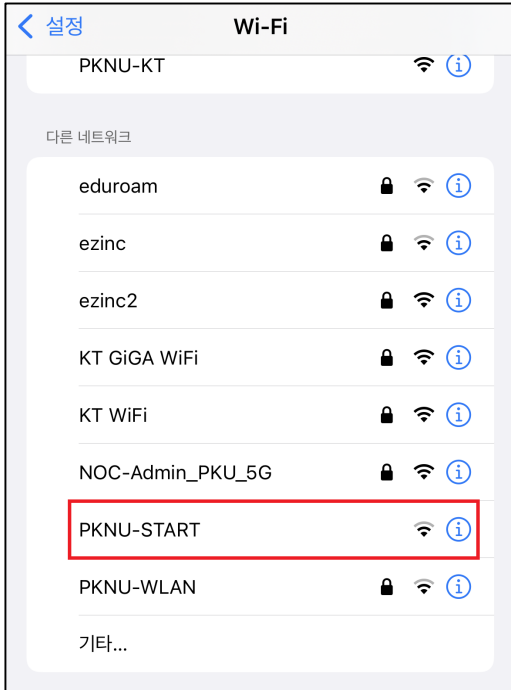 설정
Wi-Fi
PKNU-KT
다른 네트워크
eduroam
ezinc
ezinc2
KT GiGA WiFi
KT WiFi
NOC-Admin_PKU_5G
PKNU-START
PKNU-WLAN
기타...